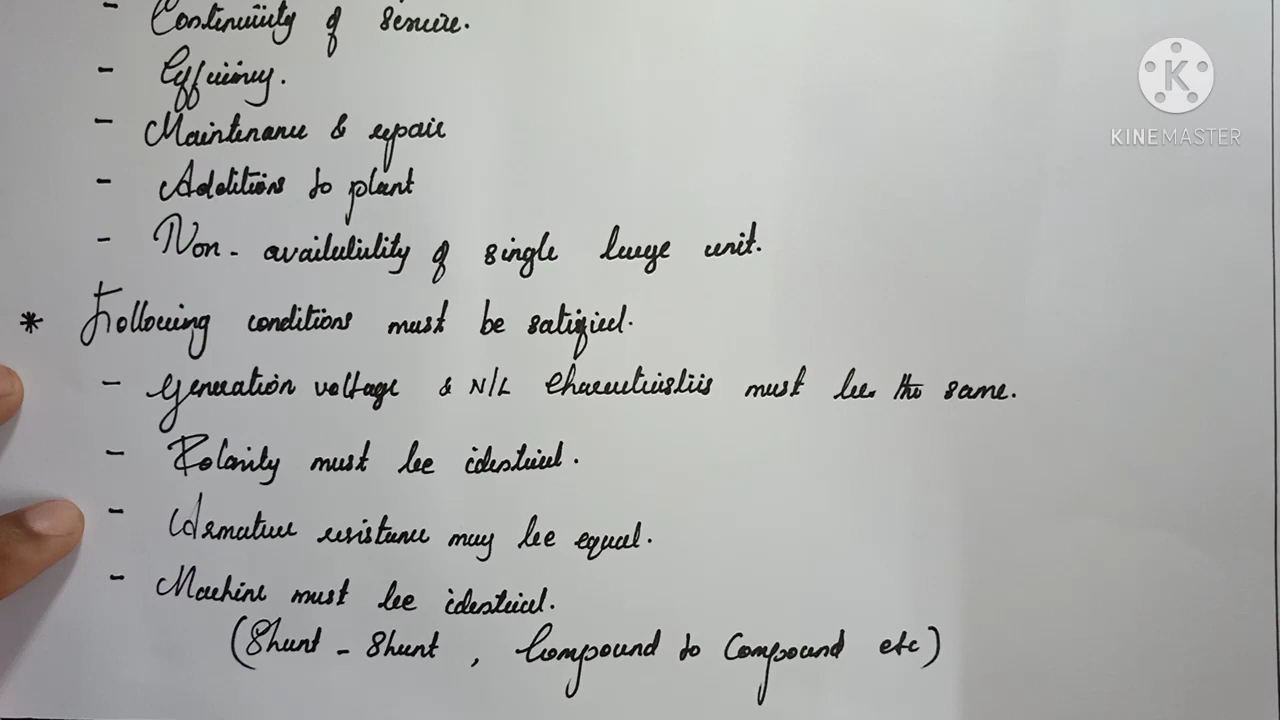 - Continuity of service.
- Efficiency.
- Maintenance & repair
- Additions to plant
- Non-availability of single large unit.
* Following conditions must be satisfied.
- Generation voltage & N/L Characteristics must be the same.
- Polarity must be identical.
- Armature resistance may be equal.
- Machine must be identical.
(Shunt - Shunt, Compound to Compound etc)
K
KINEMASTER